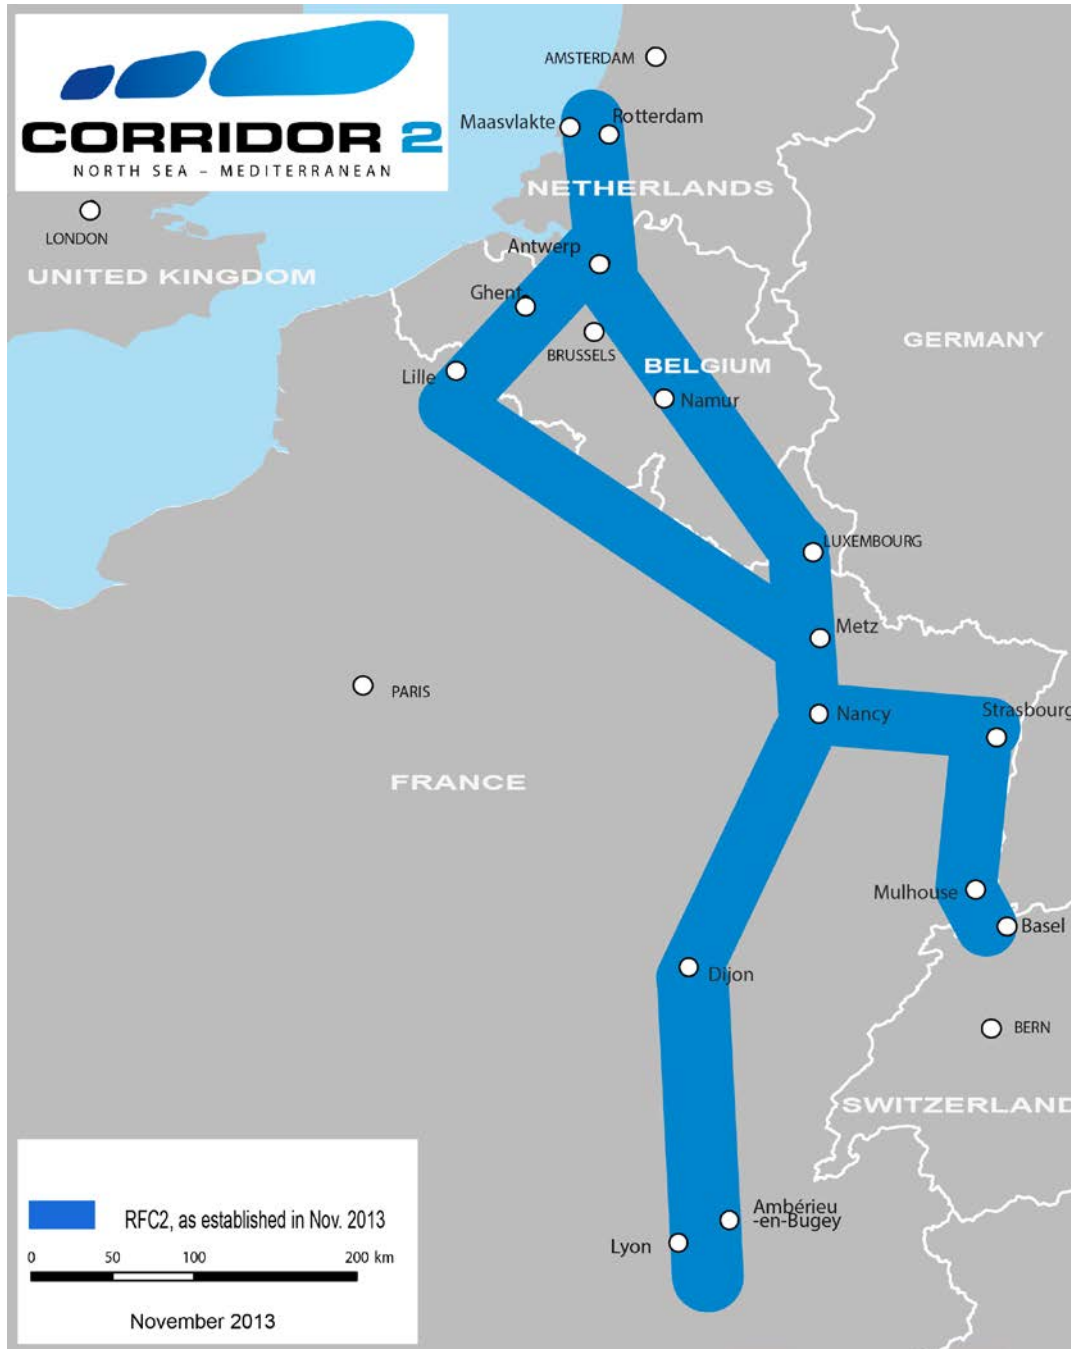 CORRIDOR 2
NORTH SEA – MEDITERRANEAN
AMSTERDAM
Maasvlakte
Rotterdam
NETHERLANDS
LONDON
UNITED KINGDOM
Antwerp
Ghent
BRUSSELS
BELGIUM
GERMANY
Lille
Namur
LUXEMBOURG
Metz
PARIS
Nancy
Strasbourg
FRANCE
Mulhouse
Basel
Dijon
BERN
SWITZERLAND
Ambérieu
-en-Bugey
Lyon
RFC2, as established in Nov. 2013
0 50 100 200 km
November 2013